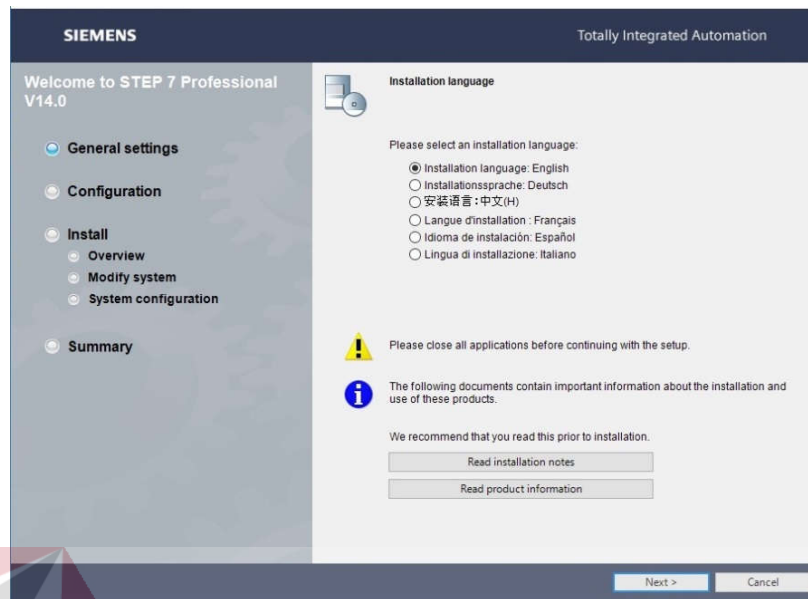 SIEMENS
Totally Integrated Automation
Welcome to STEP 7 Professional
V14.0
General settings
Configuration
Install
Overview
Modify system
System configuration
Summary
Installation language
Please select an installation language:
Installation language: English
Installationssprache: Deutsch
安装语言:中文(H)
Langue d'installation : Français
Idioma de instalación: Español
Lingua di installazione: Italiano
Please close all applications before continuing with the setup.
The following documents contain important information about the installation and
use of these products.
We recommend that you read this prior to installation.
Read installation notes
Read product information
Next >
Cancel